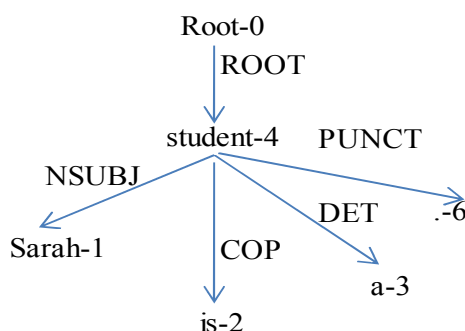 Root-0
ROOT
student-4
PUNCT
NSUBJ
.-6
DET
Sarah-1
COP
a-3
is-2